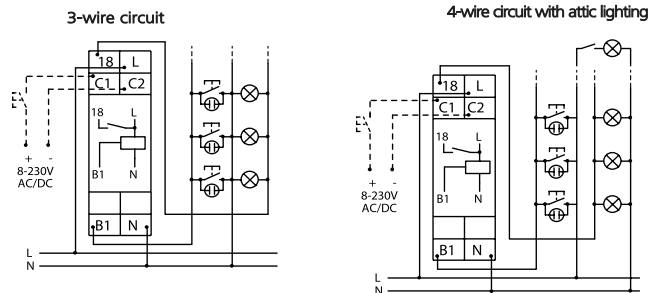 3-wire circuit
18 L
C1 C2
18 L
B1 N
+ -
8-230V
AC/DC
B1 N
L
N
4-wire circuit with attic lighting
18 L
C1 C2
18 L
B1 N
+ -
8-230V
AC/DC
B1 N
L
N